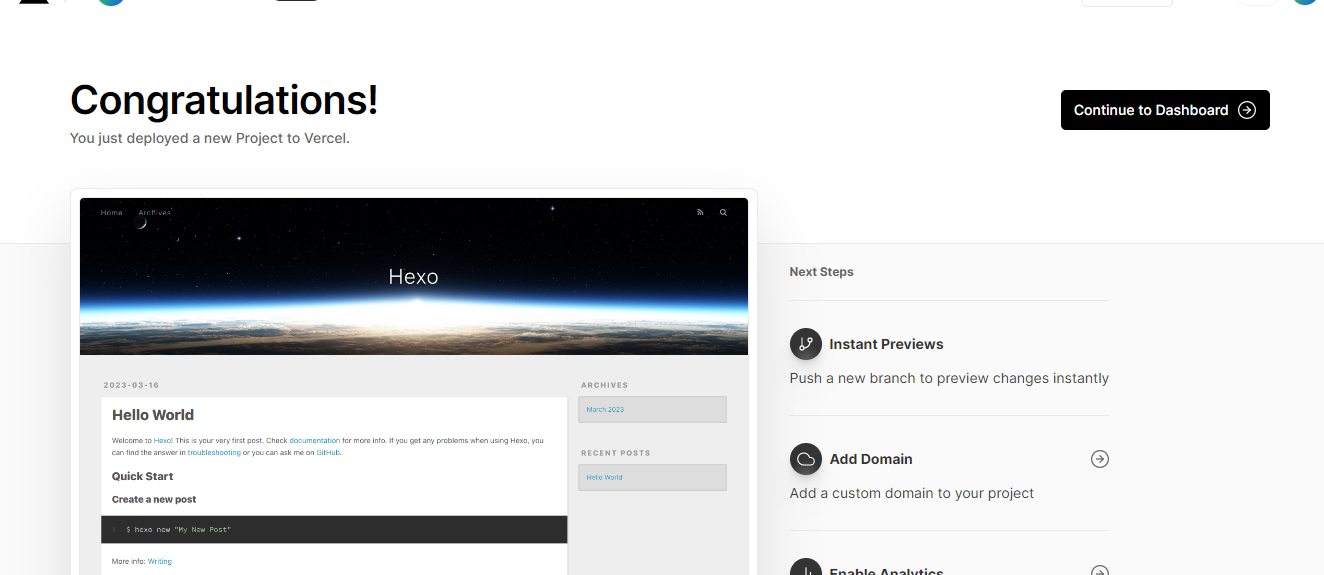 Congratulations!
You just deployed a new Project to Vercel.
Continue to Dashboard
Home Archives
Hexo
2023-03-16
Hello World
Welcome to Hexo! This is your very first post. Check documentation for more info. If you get any problems when using Hexo, you
can find the answer in troubleshooting or you can ask me on GitHub.
Quick Start
Create a new post
1 $ hexo new "My New Post"
More info: Writing
ARCHIVES
March 2023
RECENT POSTS
Hello World
Next Steps
Instant Previews
Push a new branch to preview changes instantly
Add Domain
Add a custom domain to your project
Enable Analytics